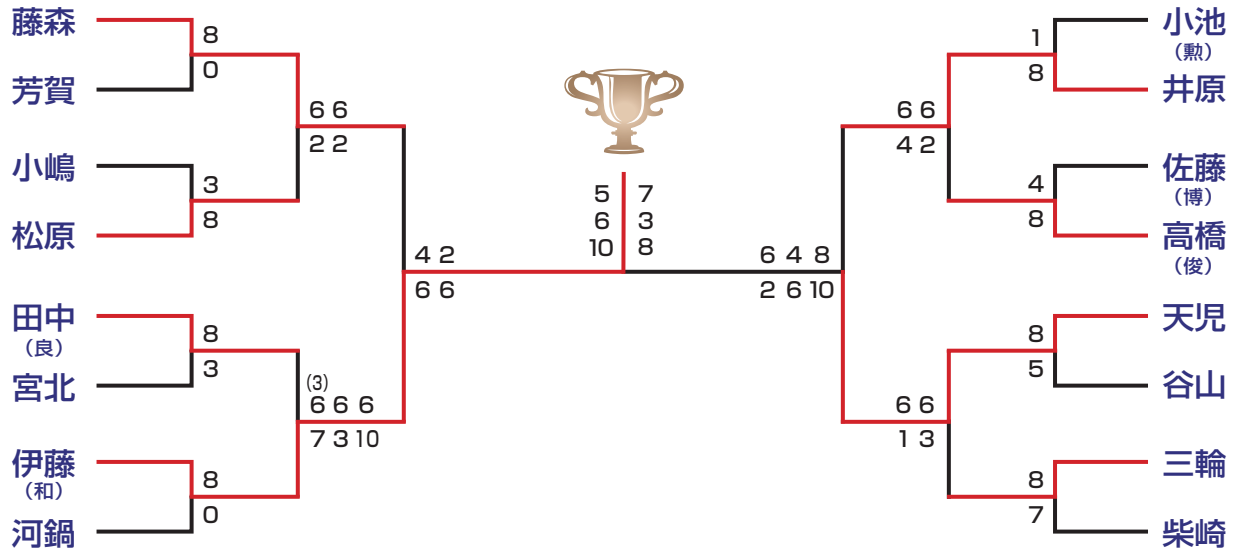 藤森
8
0
芳賀
6 6
2 2
小嶋
3
8
松原
4 2
6 6
田中
(良)
8
3
宮北
(3)
6 6 6
7 3 10
伊藤
(和)
8
0
河鍋
5 7
6 3
10 8
小池
(勲)
1
8
井原
6 6
4 2
佐藤
(博)
4
8
高橋
(俊)
6 4 8
2 6 10
天児
8
5
谷山
6 6
1 3
三輪
8
7
柴崎